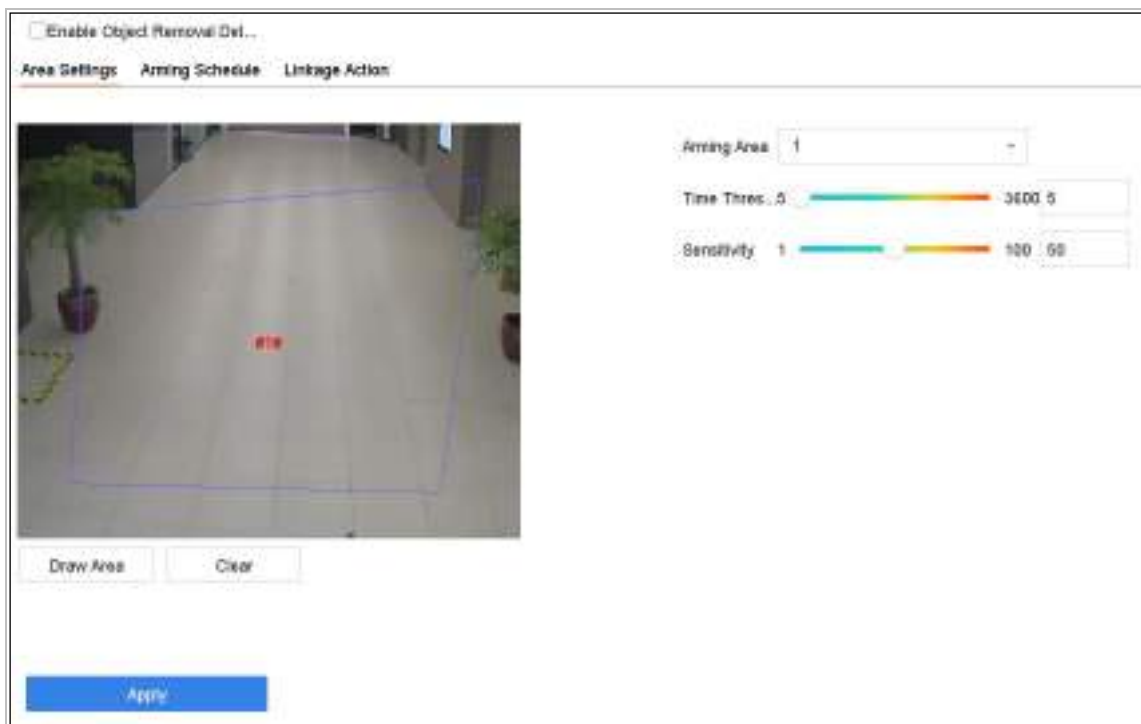 Enable Object Removal Det...
Area Settings Arming Schedule Linkage Action
Arming Area 1
Time Thres... 5 3600 5
Sensitivity 1 100 50
#1#
Draw Area Clear
Apply